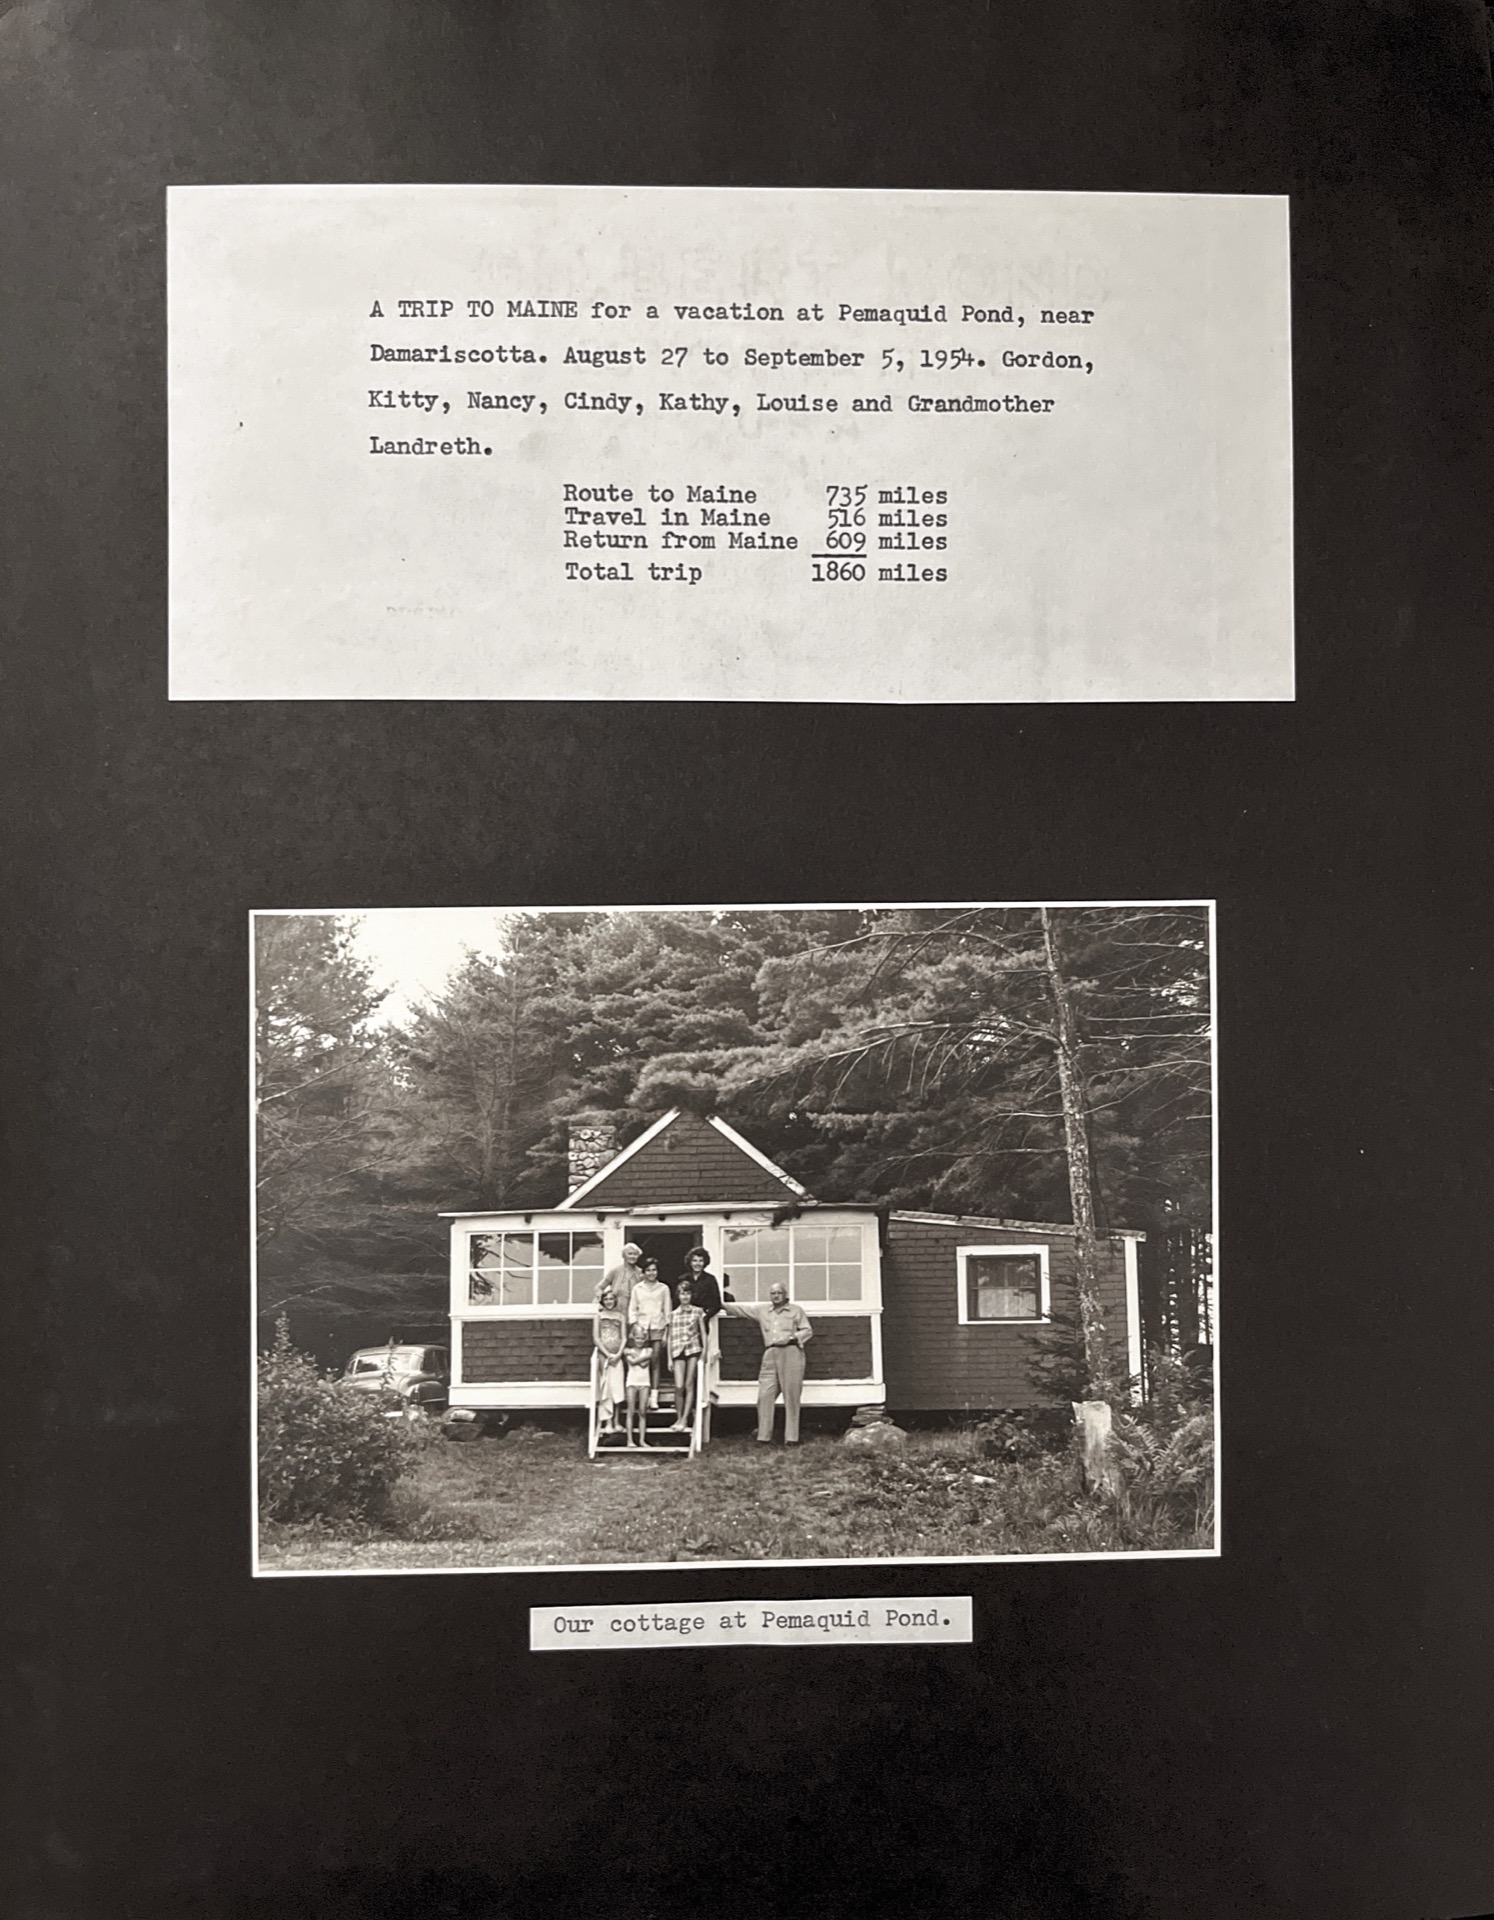 A TRIP TO MAINE for a vacation at Pemaquid Pond, near
Damariscotta. August 27 to September 5, 1954. Gordon,
Kitty, Nancy, Cindy, Kathy, Louise and Grandmother
Landreth.
Route to Maine 735 miles
Travel in Maine 516 miles
Return from Maine 609 miles
Total trip 1860 miles
Our cottage at Pemaquid Pond.